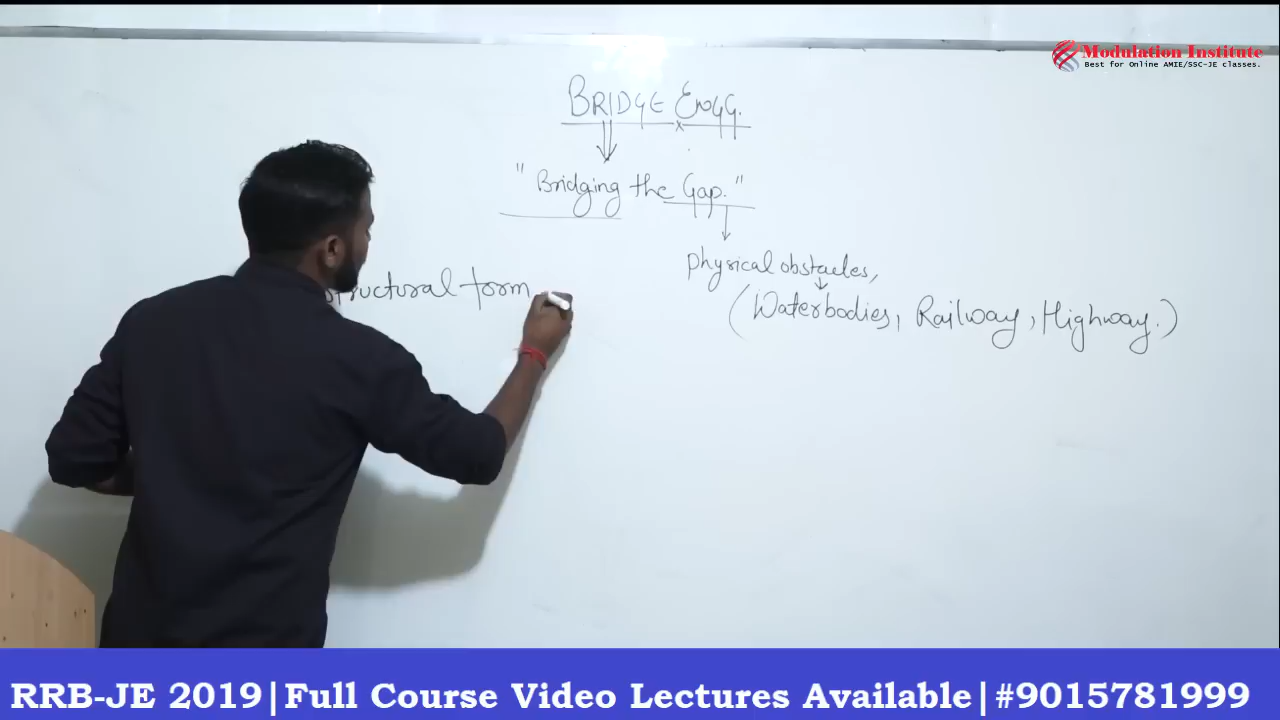 Modulation Institute
Best for Online AMIE/SSC-JE classes.
BRIDGE ENGG.
"Bridging the Gap."
physical obstacles,
Structural form
(Waterbodies, Railway, Highway.)
RRB-JE 2019|Full Course Video Lectures Available|#9015781999